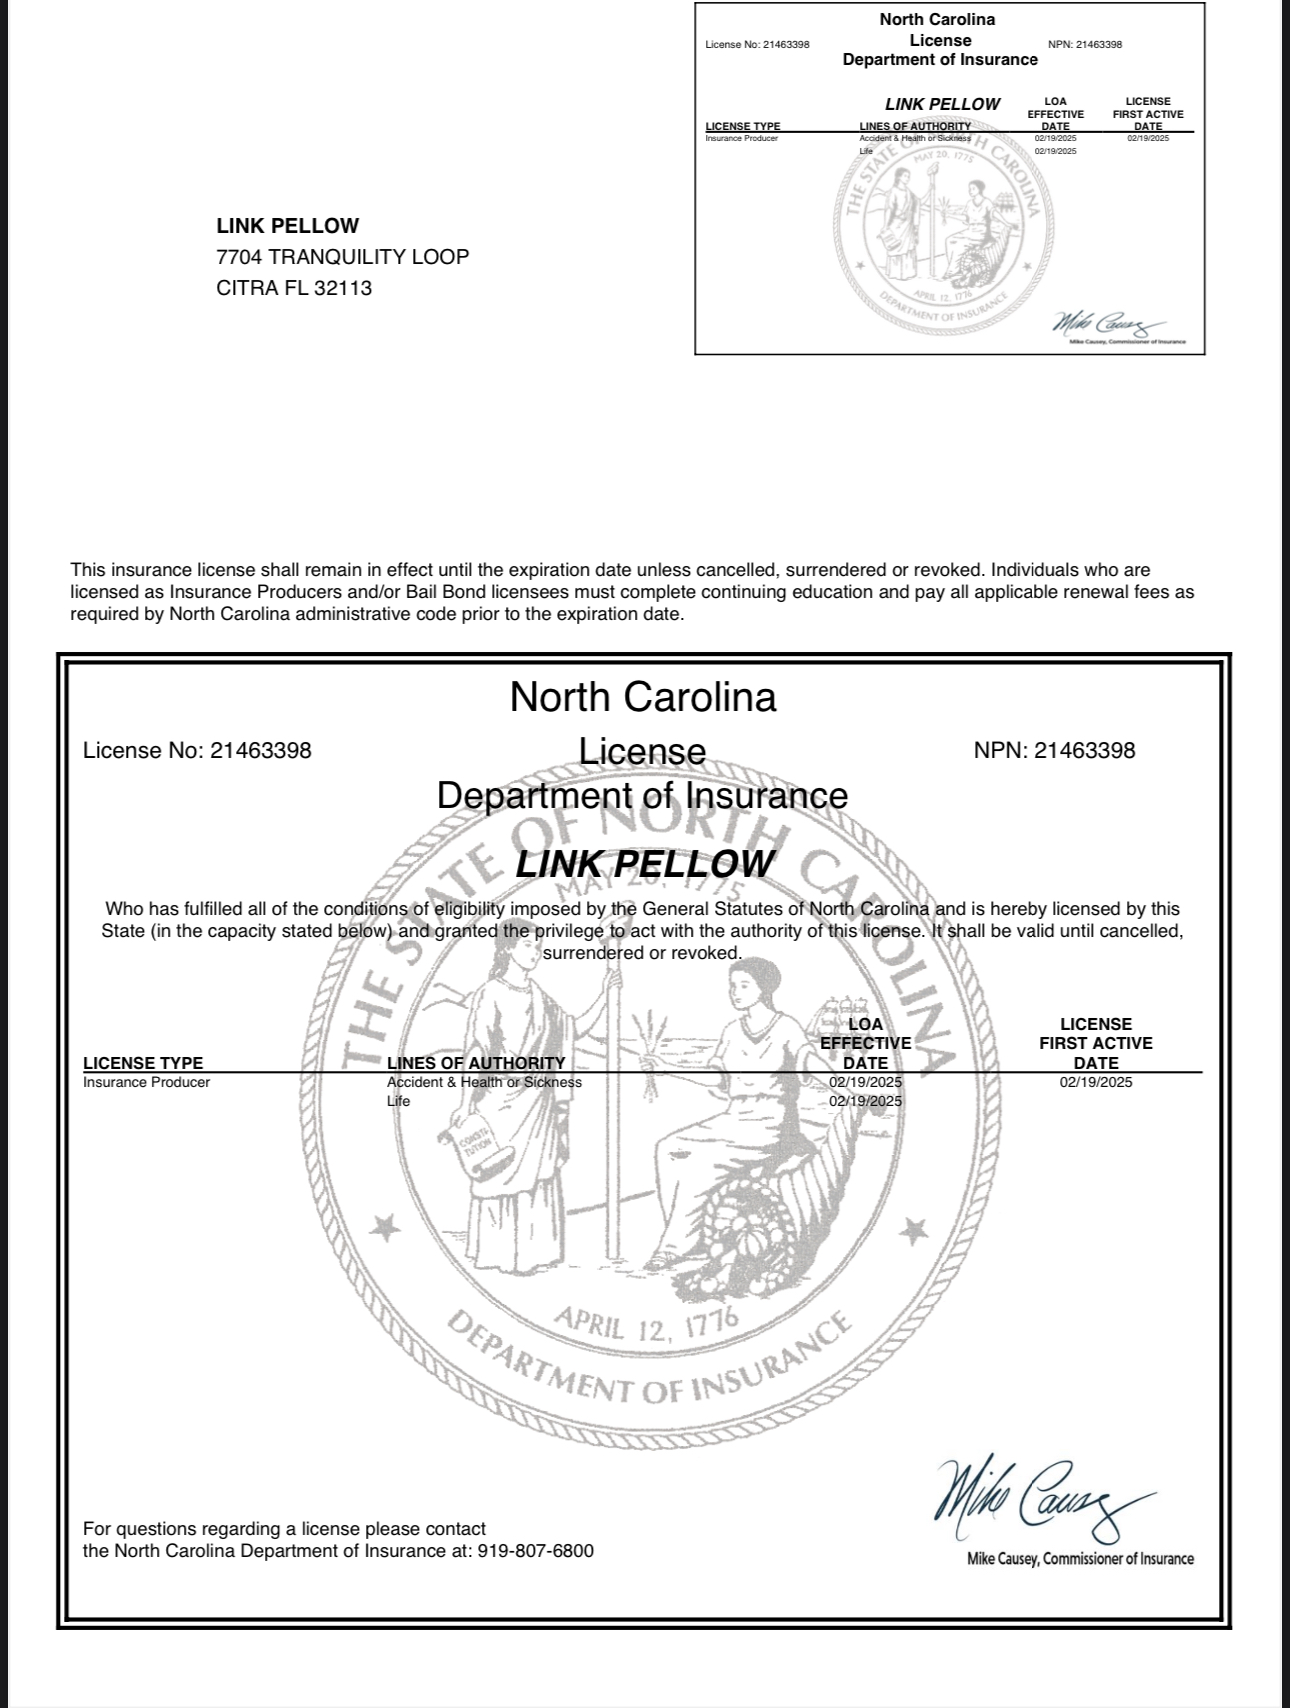 North Carolina
License No: 21463398
License
NPN: 21463398
Department of Insurance
LINK PELLOW
LOA
EFFECTIVE
DATE
LICENSE
FIRST ACTIVE
DATE
LICENSE TYPE
LINES OF AUTHORITY
Insurance Producer
Accident & Health or Sickness
02/19/2025
02/19/2025
Life
02/19/2025
THE STATE OF NORTH CAROLINA
MAY 20, 1775
APRIL 12, 1776
DEPARTMENT OF INSURANCE
Mike Causey
Mike Causey, Commissioner of Insurance
LINK PELLOW
7704 TRANQUILITY LOOP
CITRA FL 32113
This insurance license shall remain in effect until the expiration date unless cancelled, surrendered or revoked. Individuals who are
licensed as Insurance Producers and/or Bail Bond licensees must complete continuing education and pay all applicable renewal fees as
required by North Carolina administrative code prior to the expiration date.
North Carolina
License No: 21463398
License
NPN: 21463398
Department of Insurance
LINK PELLOW
Who has fulfilled all of the conditions of eligibility imposed by the General Statutes of North Carolina and is hereby licensed by this
State (in the capacity stated below) and granted the privilege to act with the authority of this license. It shall be valid until cancelled,
surrendered or revoked.
LOA
EFFECTIVE
DATE
LICENSE
FIRST ACTIVE
DATE
LICENSE TYPE
LINES OF AUTHORITY
Insurance Producer
Accident & Health or Sickness
02/19/2025
02/19/2025
Life
02/19/2025
THE STATE OF NORTH CAROLINA
MAY 20, 1775
CONSTI-
TUTION
APRIL 12, 1776
DEPARTMENT OF INSURANCE
Mike Causey
Mike Causey, Commissioner of Insurance
For questions regarding a license please contact
the North Carolina Department of Insurance at: 919-807-6800